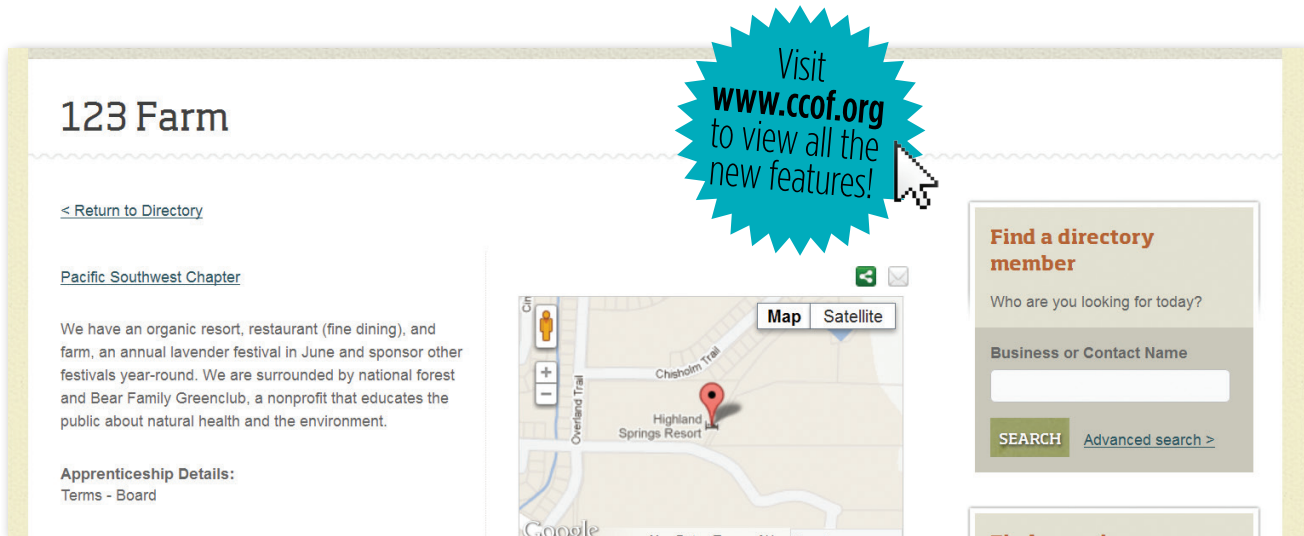 Visit
www.ccof.org
to view all the
new features!
123 Farm
< Return to Directory
Pacific Southwest Chapter
We have an organic resort, restaurant (fine dining), and
farm, an annual lavender festival in June and sponsor other
festivals year-round. We are surrounded by national forest
and Bear Family Greenclub, a nonprofit that educates the
public about natural health and the environment.
Apprenticeship Details:
Terms - Board
Map Satellite
Chisholm Trail
Overland Trail
Highland
Springs Resort
Google
Find a directory
member
Who are you looking for today?
Business or Contact Name
SEARCH Advanced search >